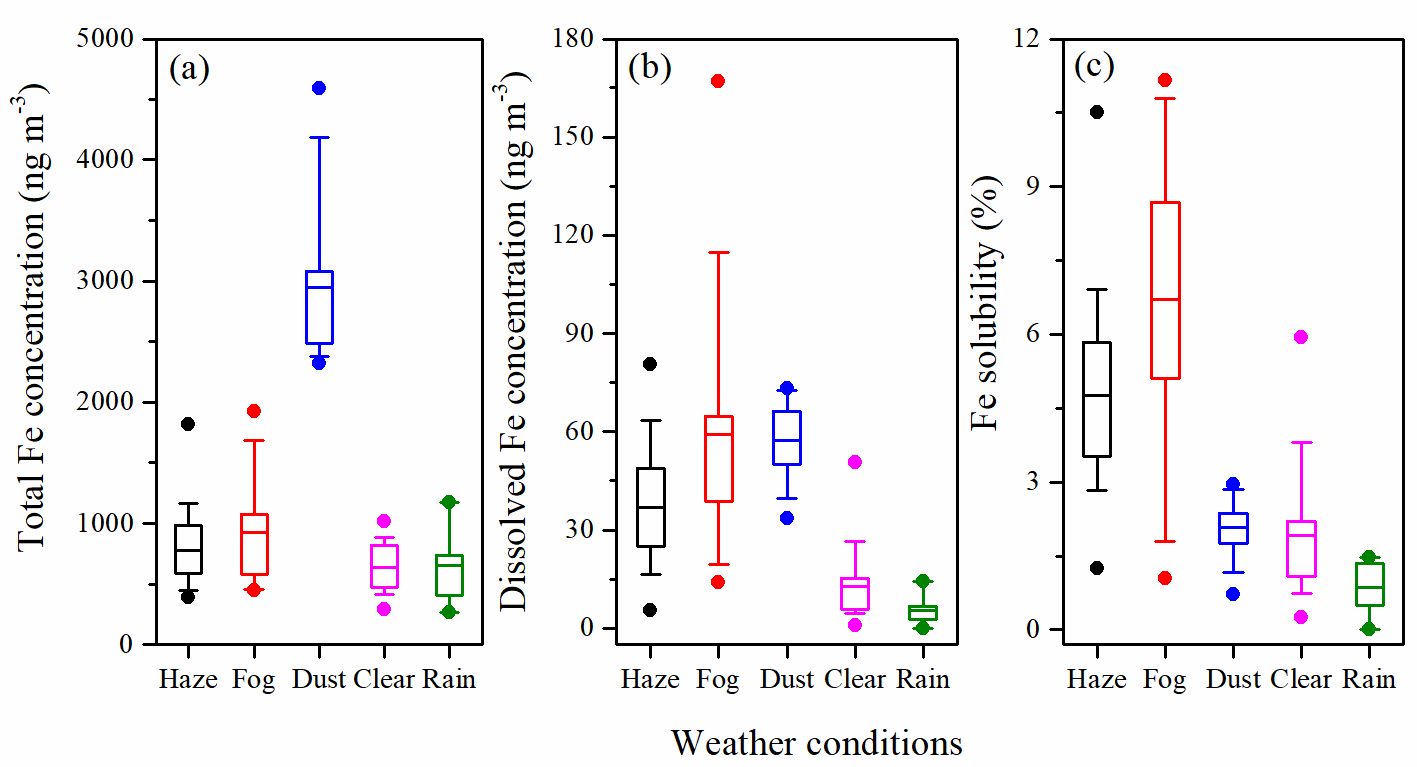 (a)
Total Fe concentration (ng m-3)
5000
4000
3000
2000
1000
0
Haze Fog Dust Clear Rain
(b)
Dissolved Fe concentration (ng m-3)
180
150
120
90
60
30
0
Haze Fog Dust Clear Rain
(c)
Fe solubility (%)
12
9
6
3
0
Haze Fog Dust Clear Rain
Weather conditions